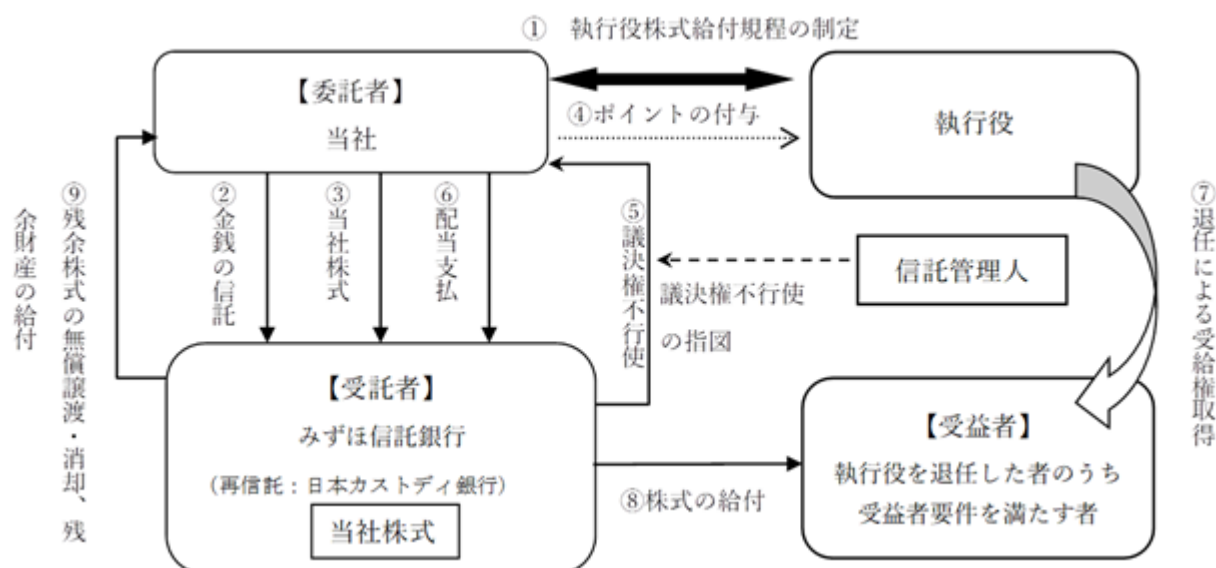 ① 執行役株式給付規程の制定
【委託者】
当社
④ポイントの付与
執行役
②金銭の信託
③当社株式
⑥配当支払
⑤議決権不行使
議決権不行使
の指図
信託管理人
⑦退任による受給権取得
⑨残余株式の無償譲渡・消却、残
余財産の給付
【受託者】
みずほ信託銀行
(再信託：日本カストディ銀行)
当社株式
⑧株式の給付
【受益者】
執行役を退任した者のうち
受益者要件を満たす者